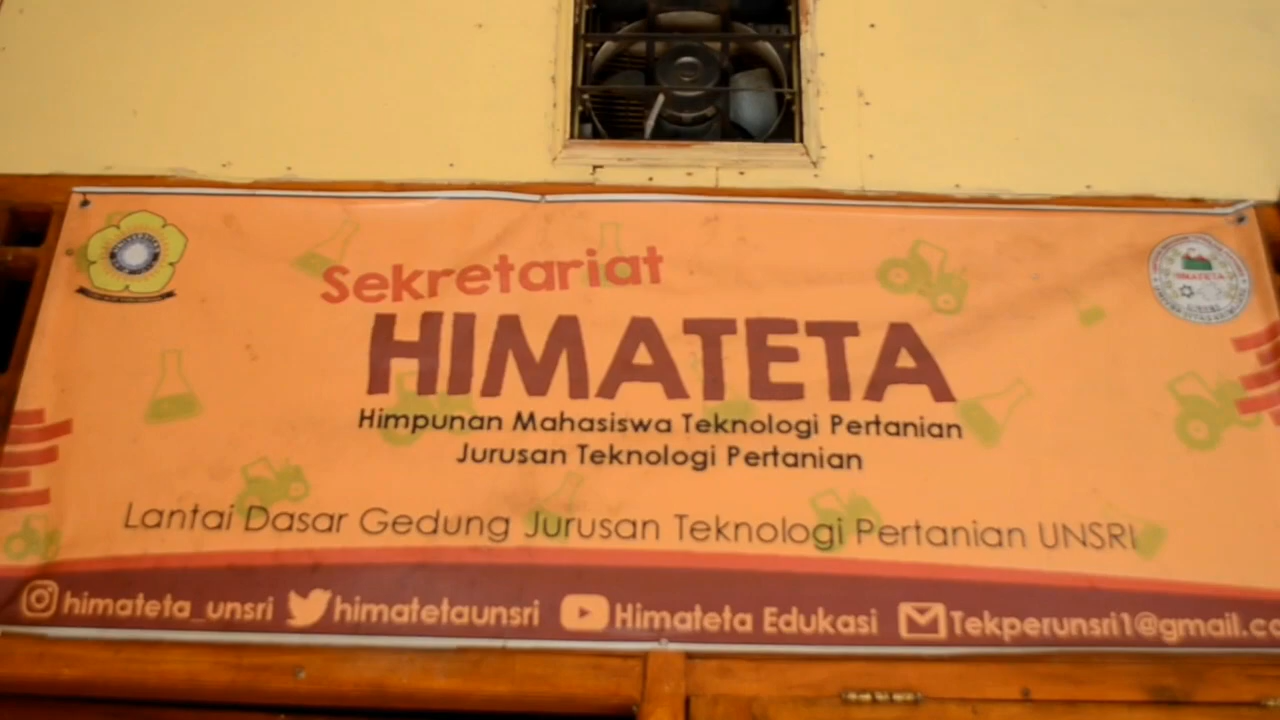 Sekretariat
HIMATETA
Himpunan Mahasiswa Teknologi Pertanian
Jurusan Teknologi Pertanian
Lantai Dasar Gedung Jurusan Teknologi Pertanian UNSRI
himateta_unsri himatetaunsri Himateta Edukasi Tekperunsri1@gmail.co
HIMATETA